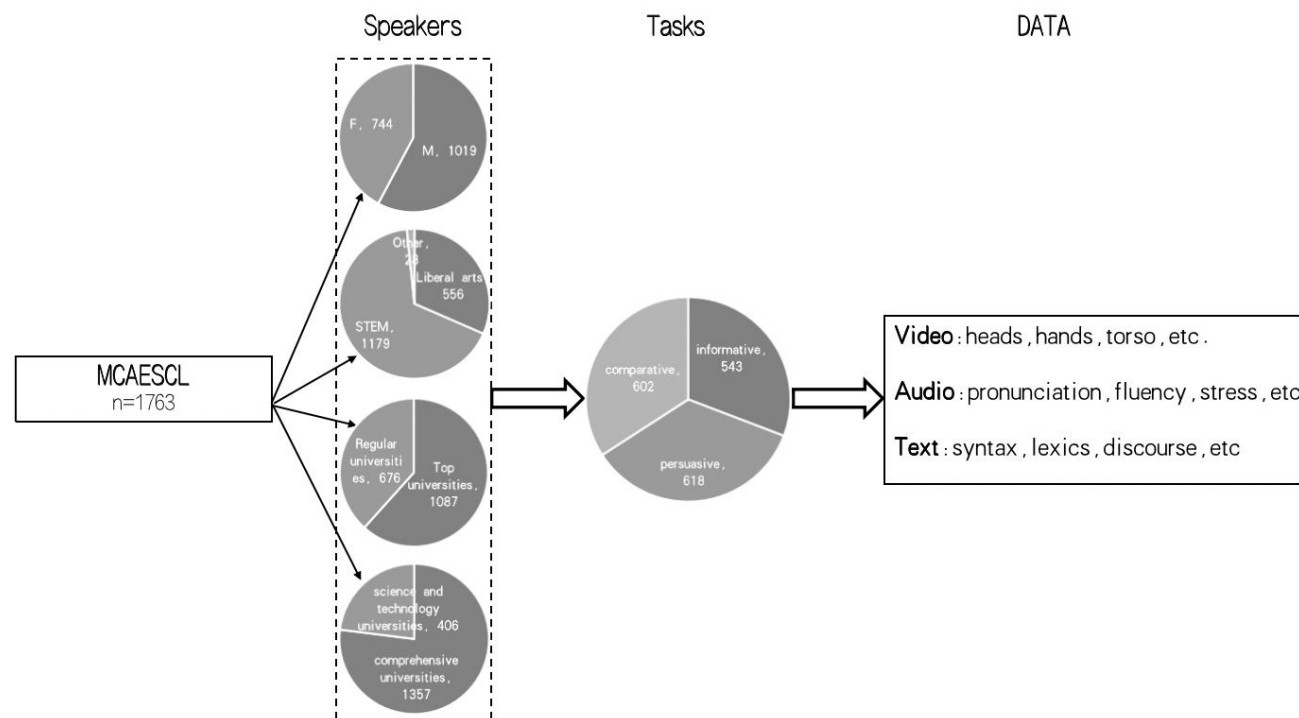 Speakers
Tasks
DATA
F, 744
M, 1019
Other,
28
Liberal arts
556
STEM,
1179
MCAESCL
n=1763
Regular
universiti
es, 676
Top
universities,
1087
science and
technology
universities, 406
comprehensive
universities,
1357
informative,
543
comparative,
602
persuasive,
618
Video:heads,hands,torso,etc.
Audio:pronunciation,fluency,stress,etc
Text:syntax,lexics,discourse,etc